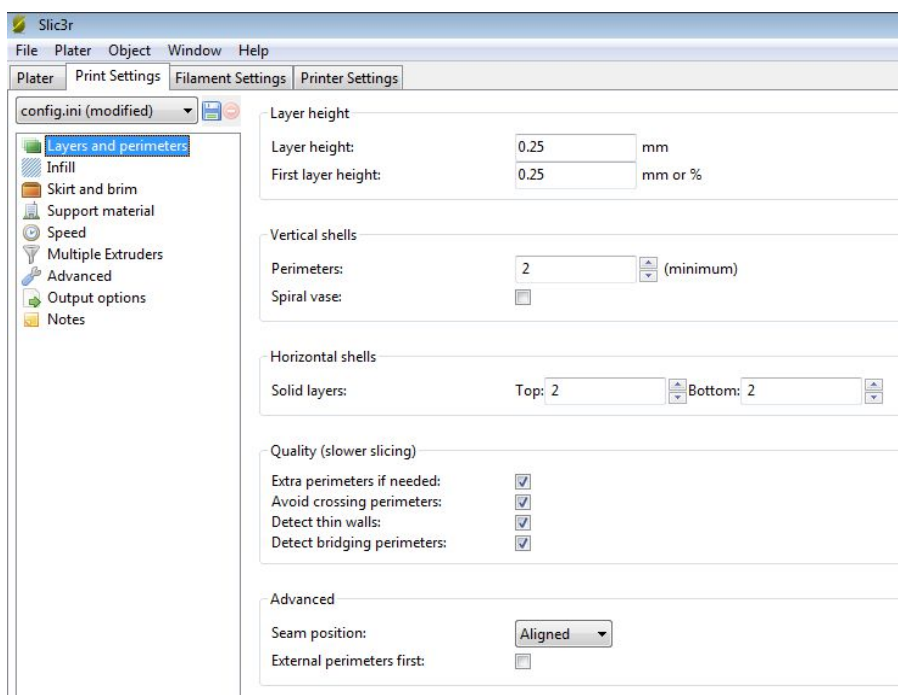 Slic3r
File Plater Object Window Help
Plater Print Settings Filament Settings Printer Settings
config.ini (modified)
Layers and perimeters
Infill
Skirt and brim
Support material
Speed
Multiple Extruders
Advanced
Output options
Notes
Layer height
Layer height: 0.25 mm
First layer height: 0.25 mm or %
Vertical shells
Perimeters: 2 (minimum)
Spiral vase:
Horizontal shells
Solid layers: Top: 2 Bottom: 2
Quality (slower slicing)
Extra perimeters if needed:
Avoid crossing perimeters:
Detect thin walls:
Detect bridging perimeters:
Advanced
Seam position: Aligned
External perimeters first: